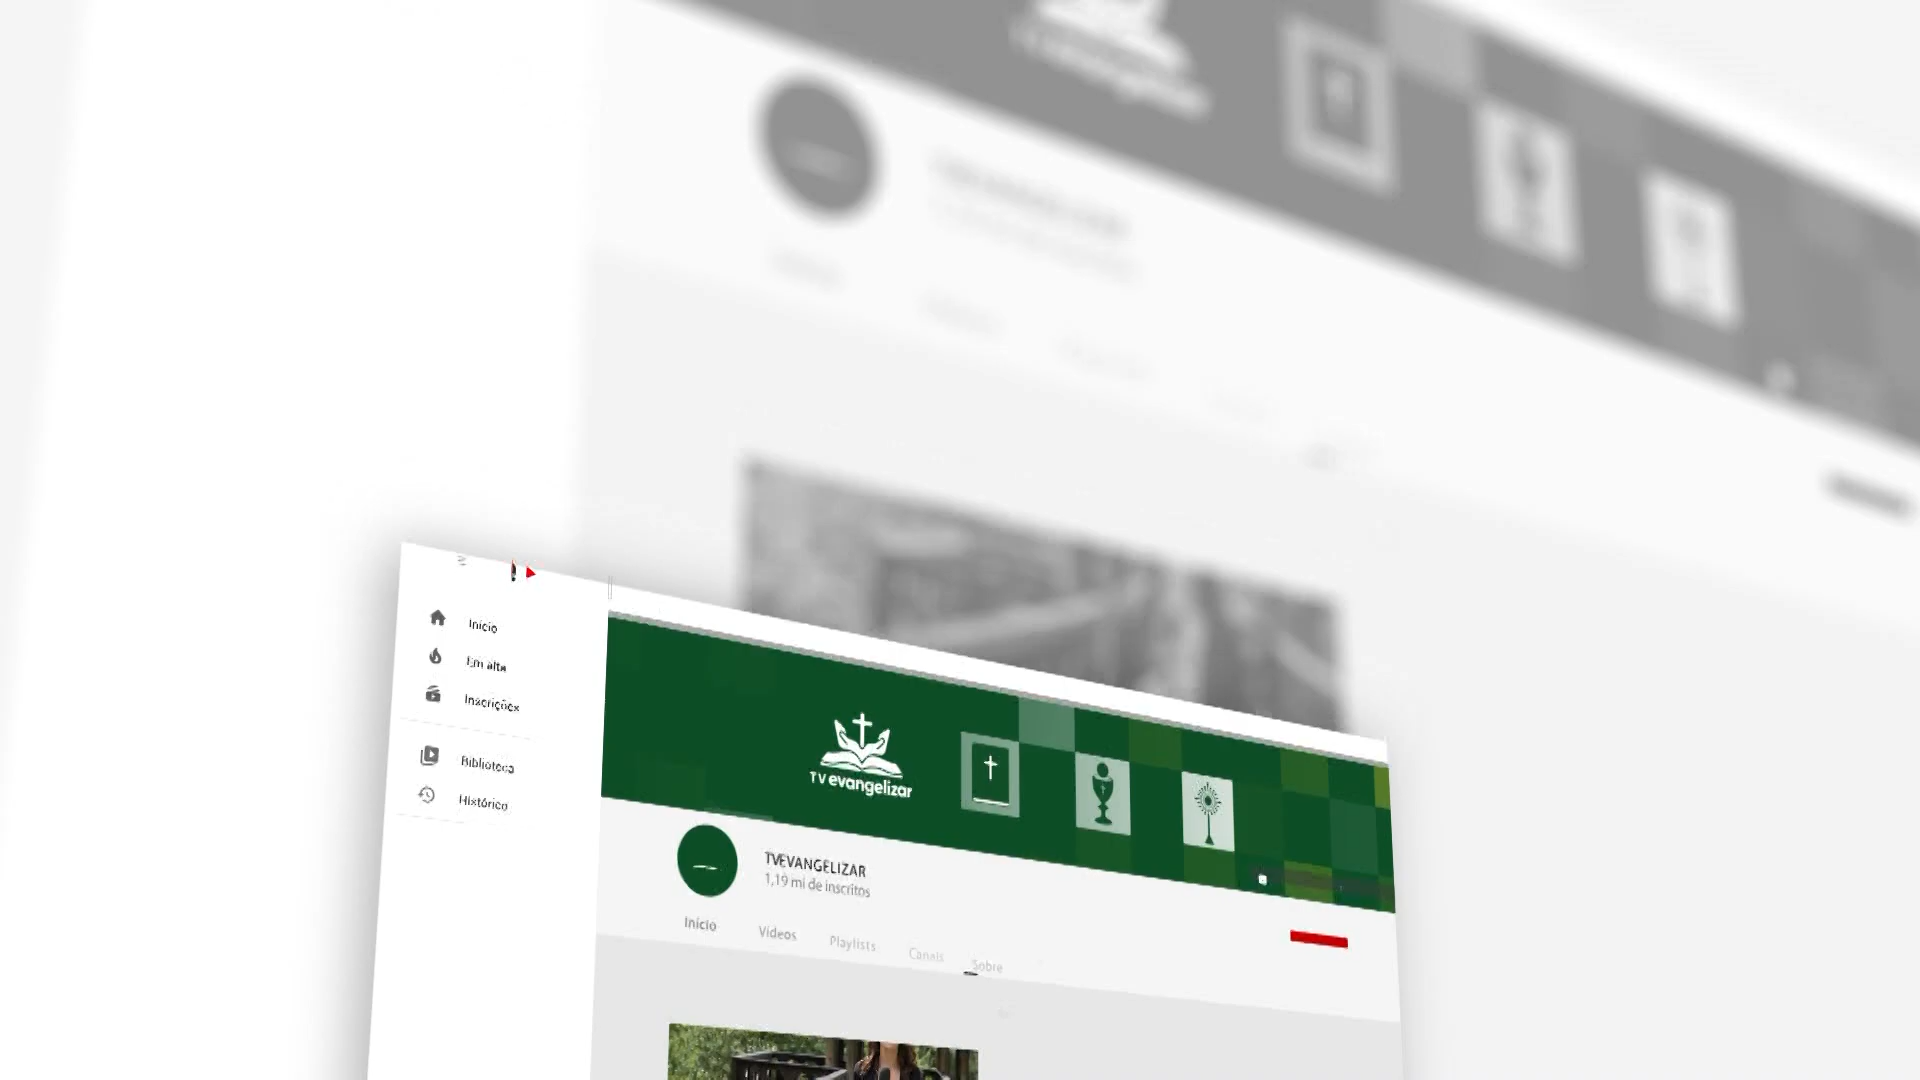 Início
Em alta
Inscrições
Biblioteca
Histórico
TV evangelizar
TVEVANGELIZAR
1,19 mi de inscritos
Início
Vídeos
Playlists
Canais
Sobre